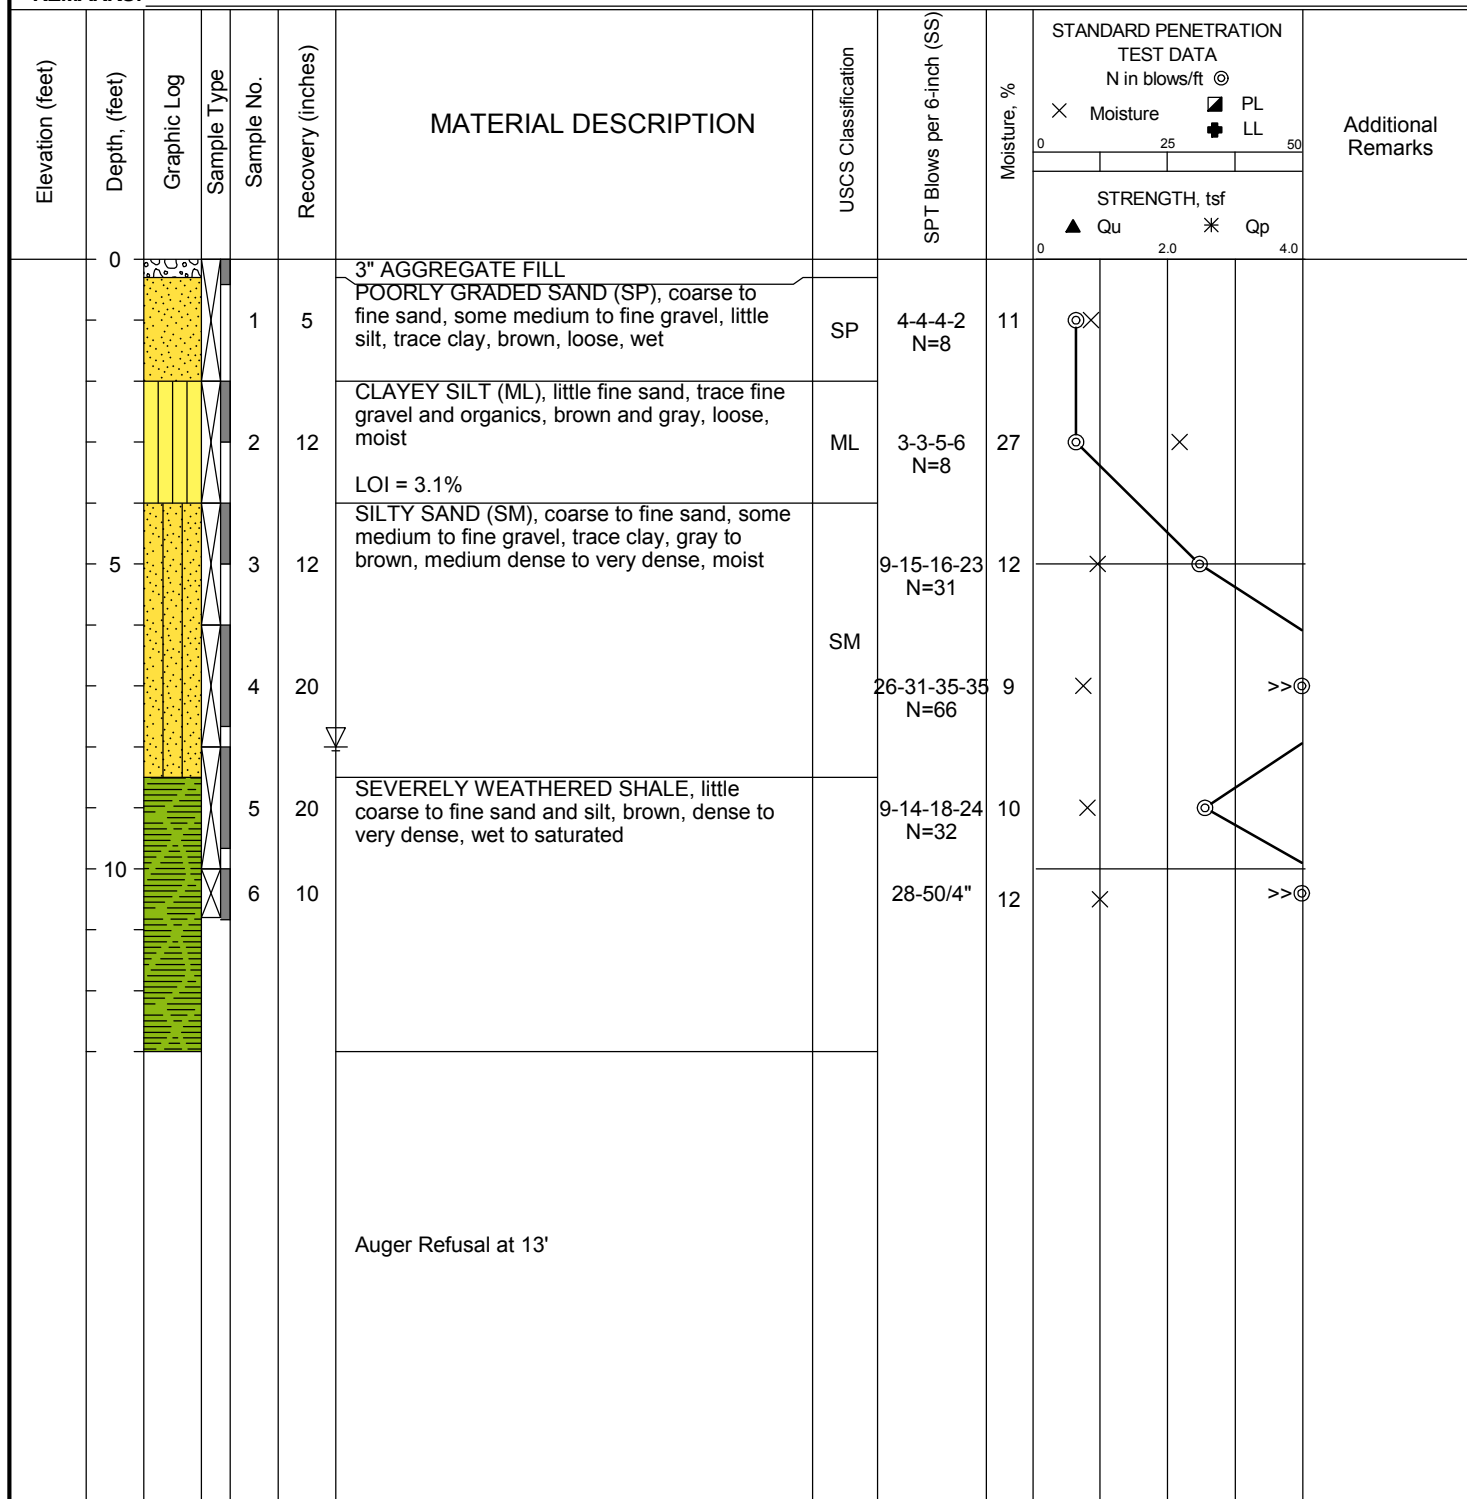 Elevation (feet)
Depth, (feet)
Graphic Log
Sample Type
Sample No.
Recovery (inches)
MATERIAL DESCRIPTION
USCS Classification
SPT Blows per 6-inch (SS)
Moisture, %
STANDARD PENETRATION
TEST DATA
N in blows/ft
Moisture
PL
LL
0 25 50
STRENGTH, tsf
Qu Qp
0 2.0 4.0
Additional
Remarks
0
3" AGGREGATE FILL
POORLY GRADED SAND (SP), coarse to
fine sand, some medium to fine gravel, little
silt, trace clay, brown, loose, wet
1 5 SP 4-4-4-2 11
N=8
CLAYEY SILT (ML), little fine sand, trace fine
gravel and organics, brown and gray, loose,
moist
2 12 ML 3-3-5-6 27
N=8
LOI = 3.1%
SILTY SAND (SM), coarse to fine sand, some
medium to fine gravel, trace clay, gray to
brown, medium dense to very dense, moist
5 3 12 9-15-16-23 12
N=31
SM
4 20 26-31-35-35 9 >>
N=66
SEVERELY WEATHERED SHALE, little
coarse to fine sand and silt, brown, dense to
very dense, wet to saturated
5 20 9-14-18-24 10
N=32
10
6 10 28-50/4" 12 >>
Auger Refusal at 13'